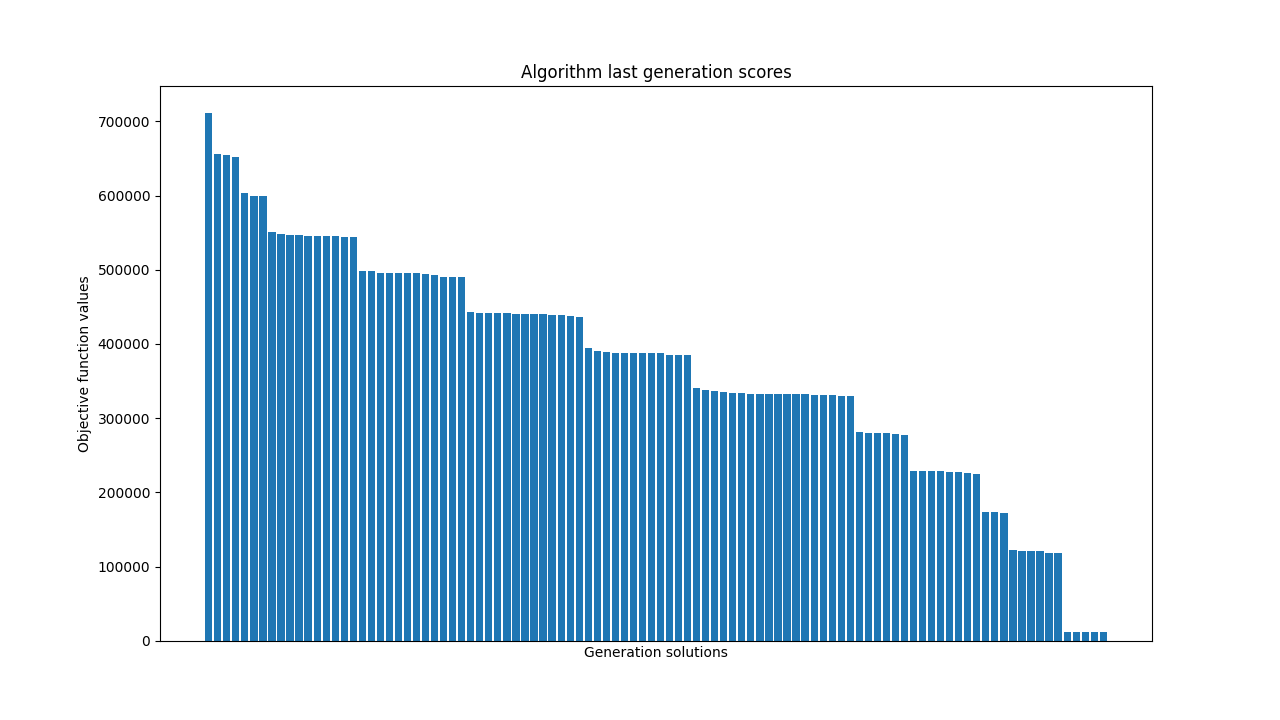 Algorithm last generation scores
700000
600000
500000
400000
300000
200000
100000
0
Objective function values
Generation solutions